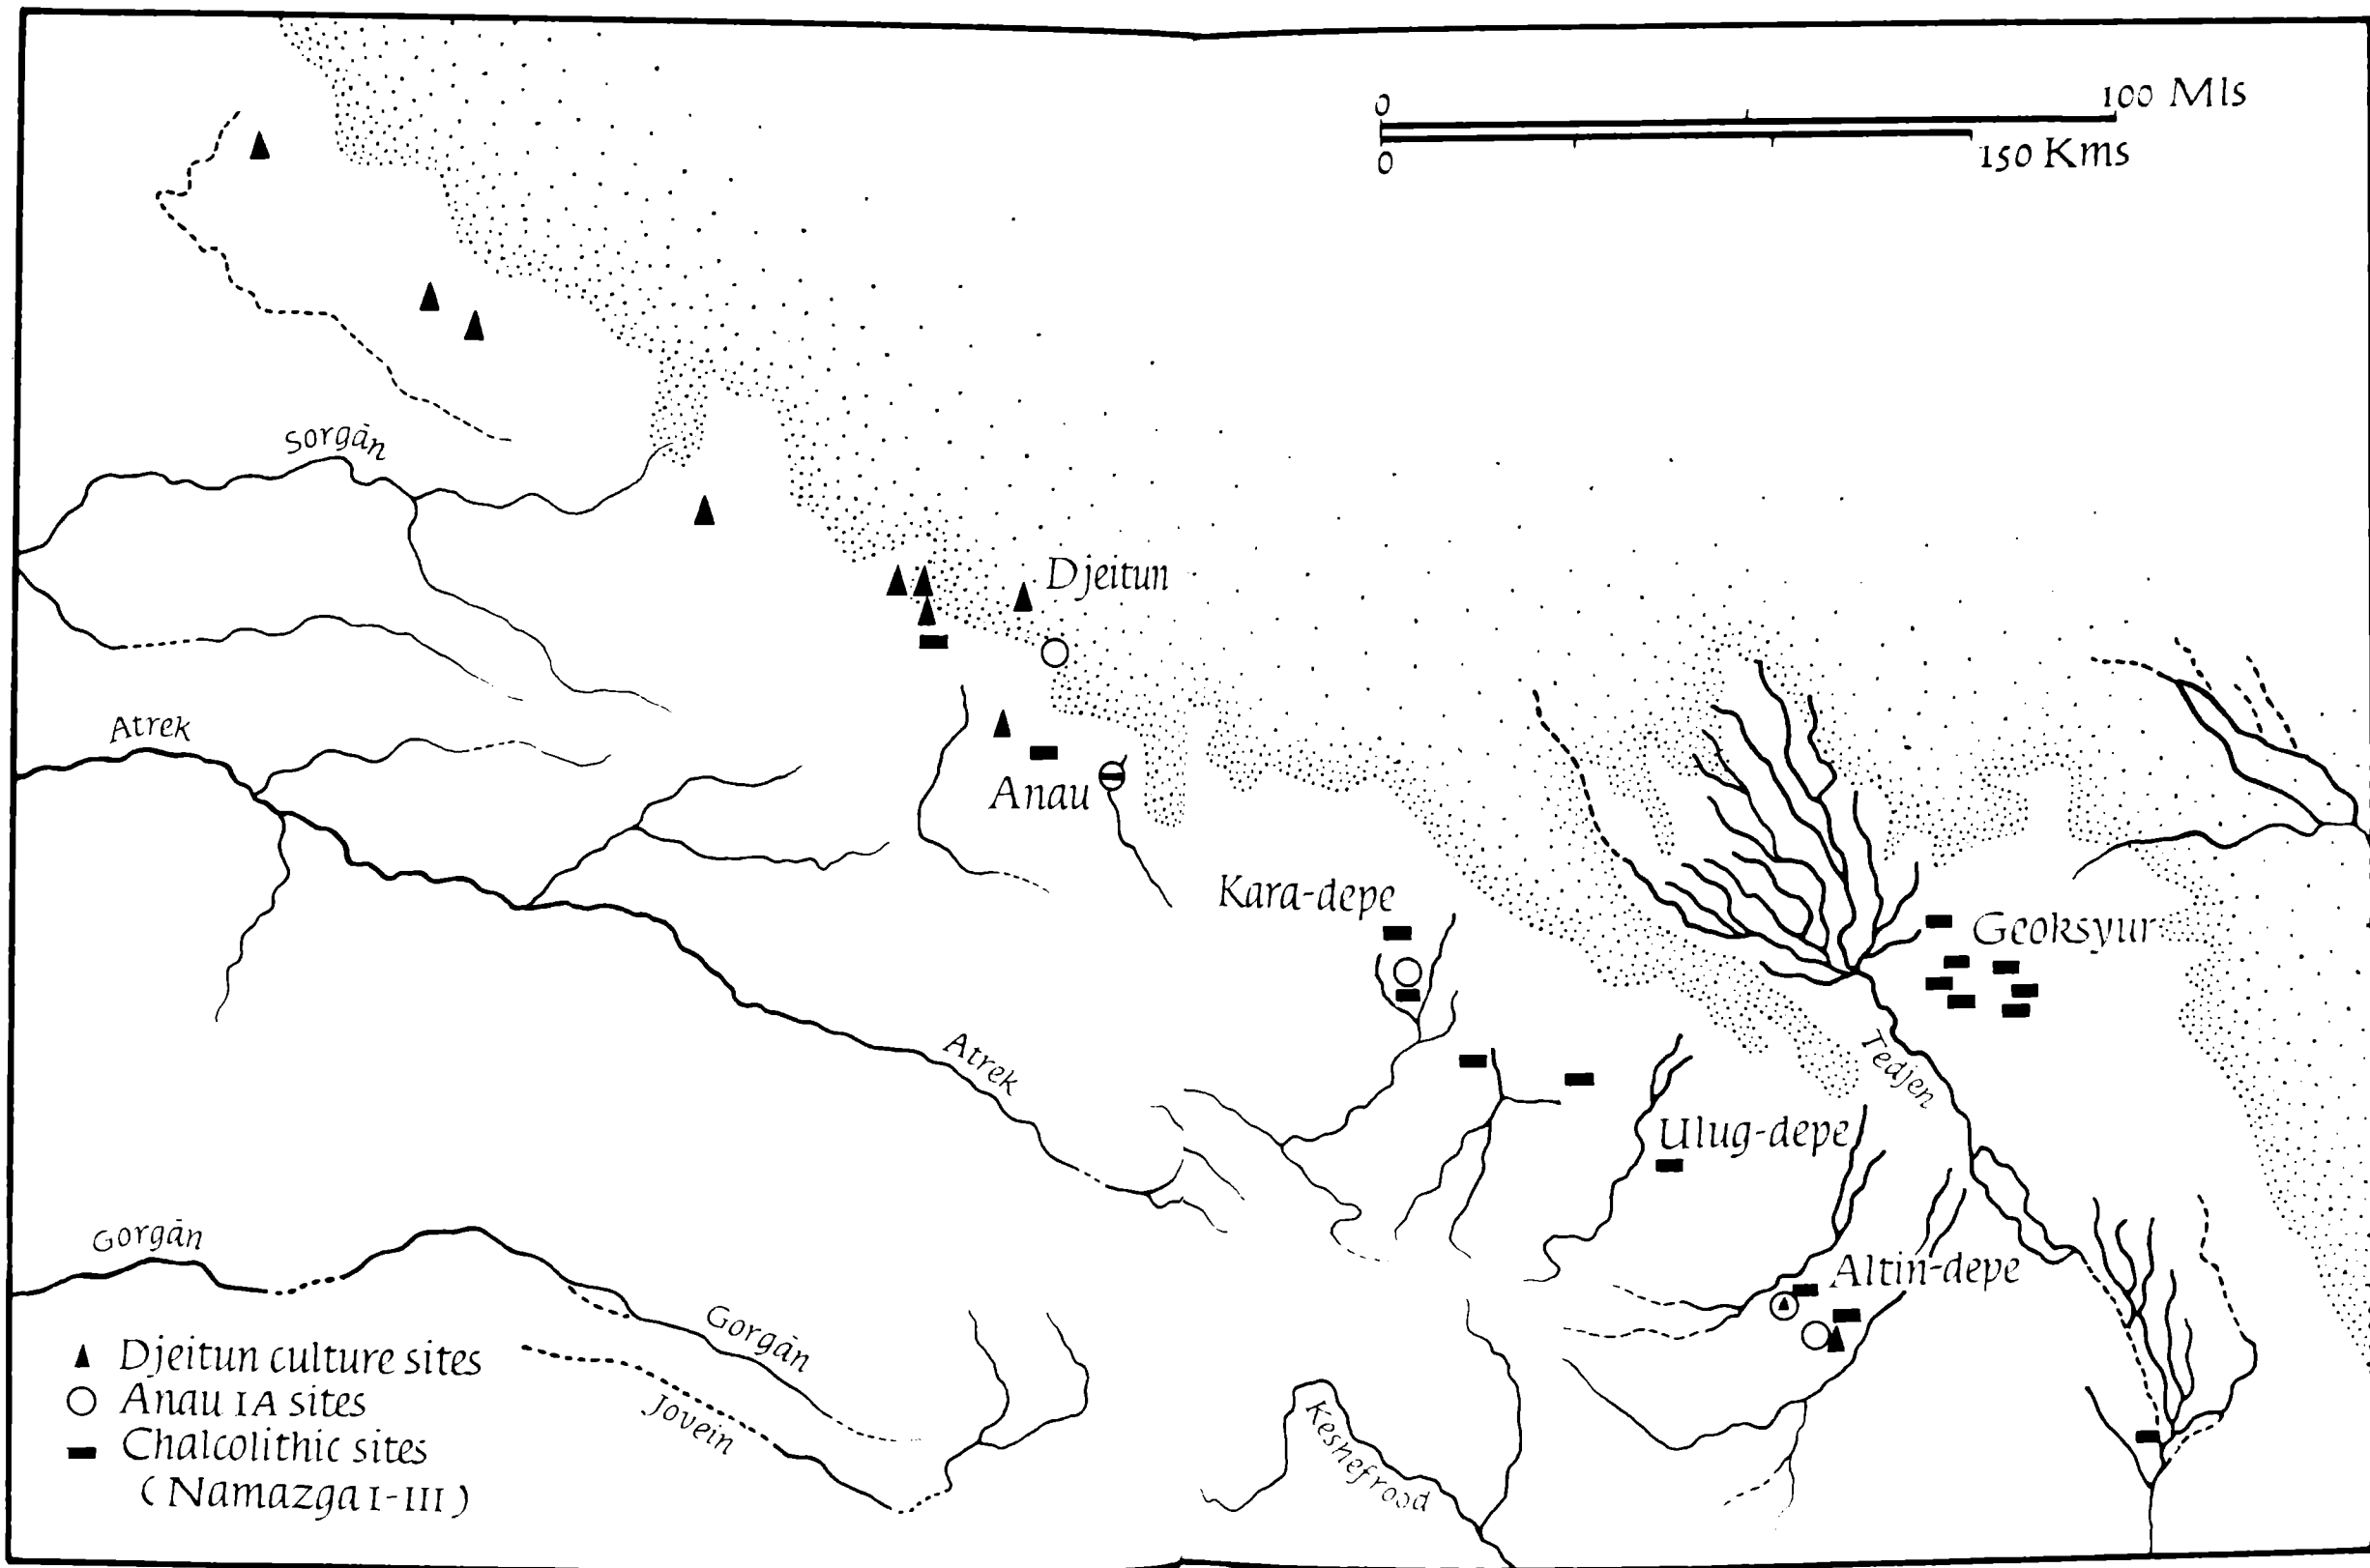 0
100 Mls
0
150 Kms
Sorgān
Djeitun
Atrek
Anau
Kara-depe
Geoksyur
Atrek
Tedjen
Ulug-depe
Gorgān
Altin-depe
Gorgān
Jovein
Keshefrood
Djeitun culture sites
Anau IA sites
Chalcolithic sites
(Namazga I-III)